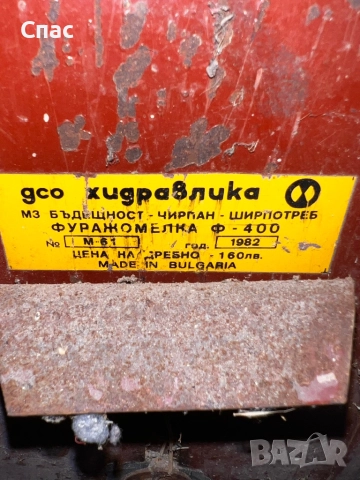 Спас
дсо хидравлика
МЗ БЪДЕЩНОСТ - ЧИРПАН - ШИРПОТРЕБ
ФУРАЖОМЕЛКА Ф - 400
№ М-61 ГОД. 1982
ЦЕНА НА ДРЕБНО - 160лв.
MADE IN BULGARIA
BAZAR